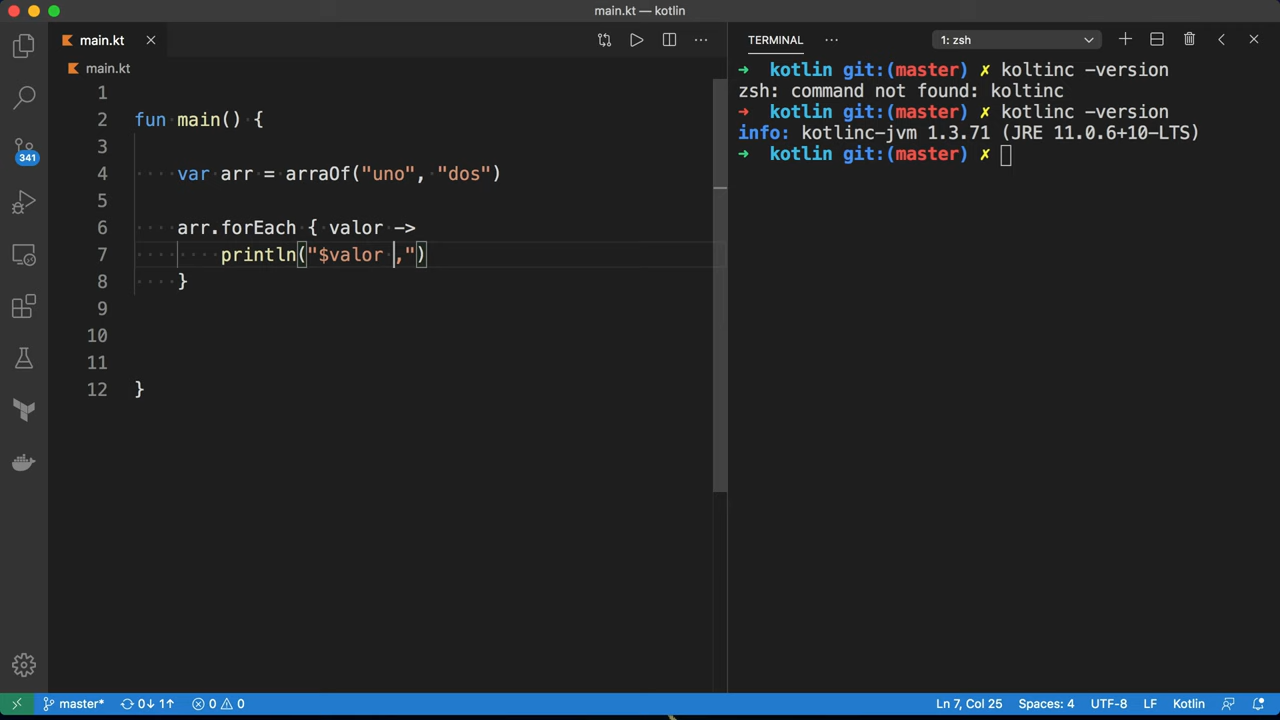 main.kt — kotlin
main.kt
main.kt
1
2 fun main() {
3
4 var arr = arraOf("uno", "dos")
5
6 arr.forEach { valor ->
7 println("$valor ,")
8 }
9
10
11
12 }
TERMINAL
1: zsh
➜ kotlin git:(master) ✗ koltinc -version
zsh: command not found: koltinc
➜ kotlin git:(master) ✗ kotlinc -version
info: kotlinc-jvm 1.3.71 (JRE 11.0.6+10-LTS)
➜ kotlin git:(master) ✗
341
master* 0↓ 1↑ 0 0 Ln 7, Col 25 Spaces: 4 UTF-8 LF Kotlin